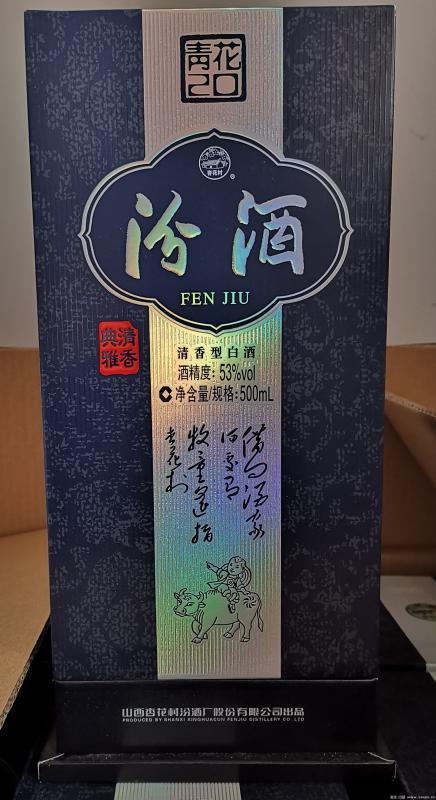 青花
20
杏花村
®
汾酒
FEN JIU
清香
典雅
清香型白酒
酒精度：53%vol
C净含量/规格：500mL
借问酒家
何处有
牧童遥指
杏花村
山西杏花村汾酒厂股份有限公司出品
PRODUCED BY SHANXI XINGHUACUN FENJIU DISTILLERY CO.,LTD